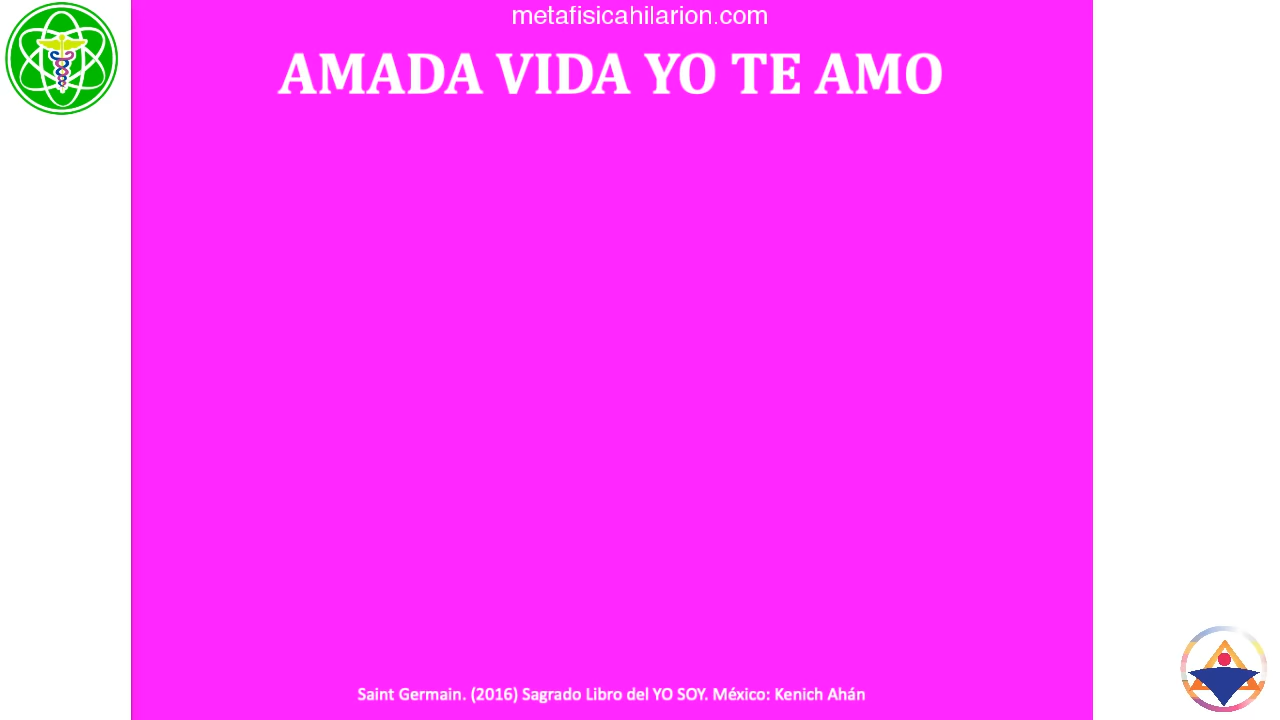 metafisicahilarion.com
AMADA VIDA YO TE AMO
Saint Germain. (2016) Sagrado Libro del YO SOY. México: Kenich Ahán